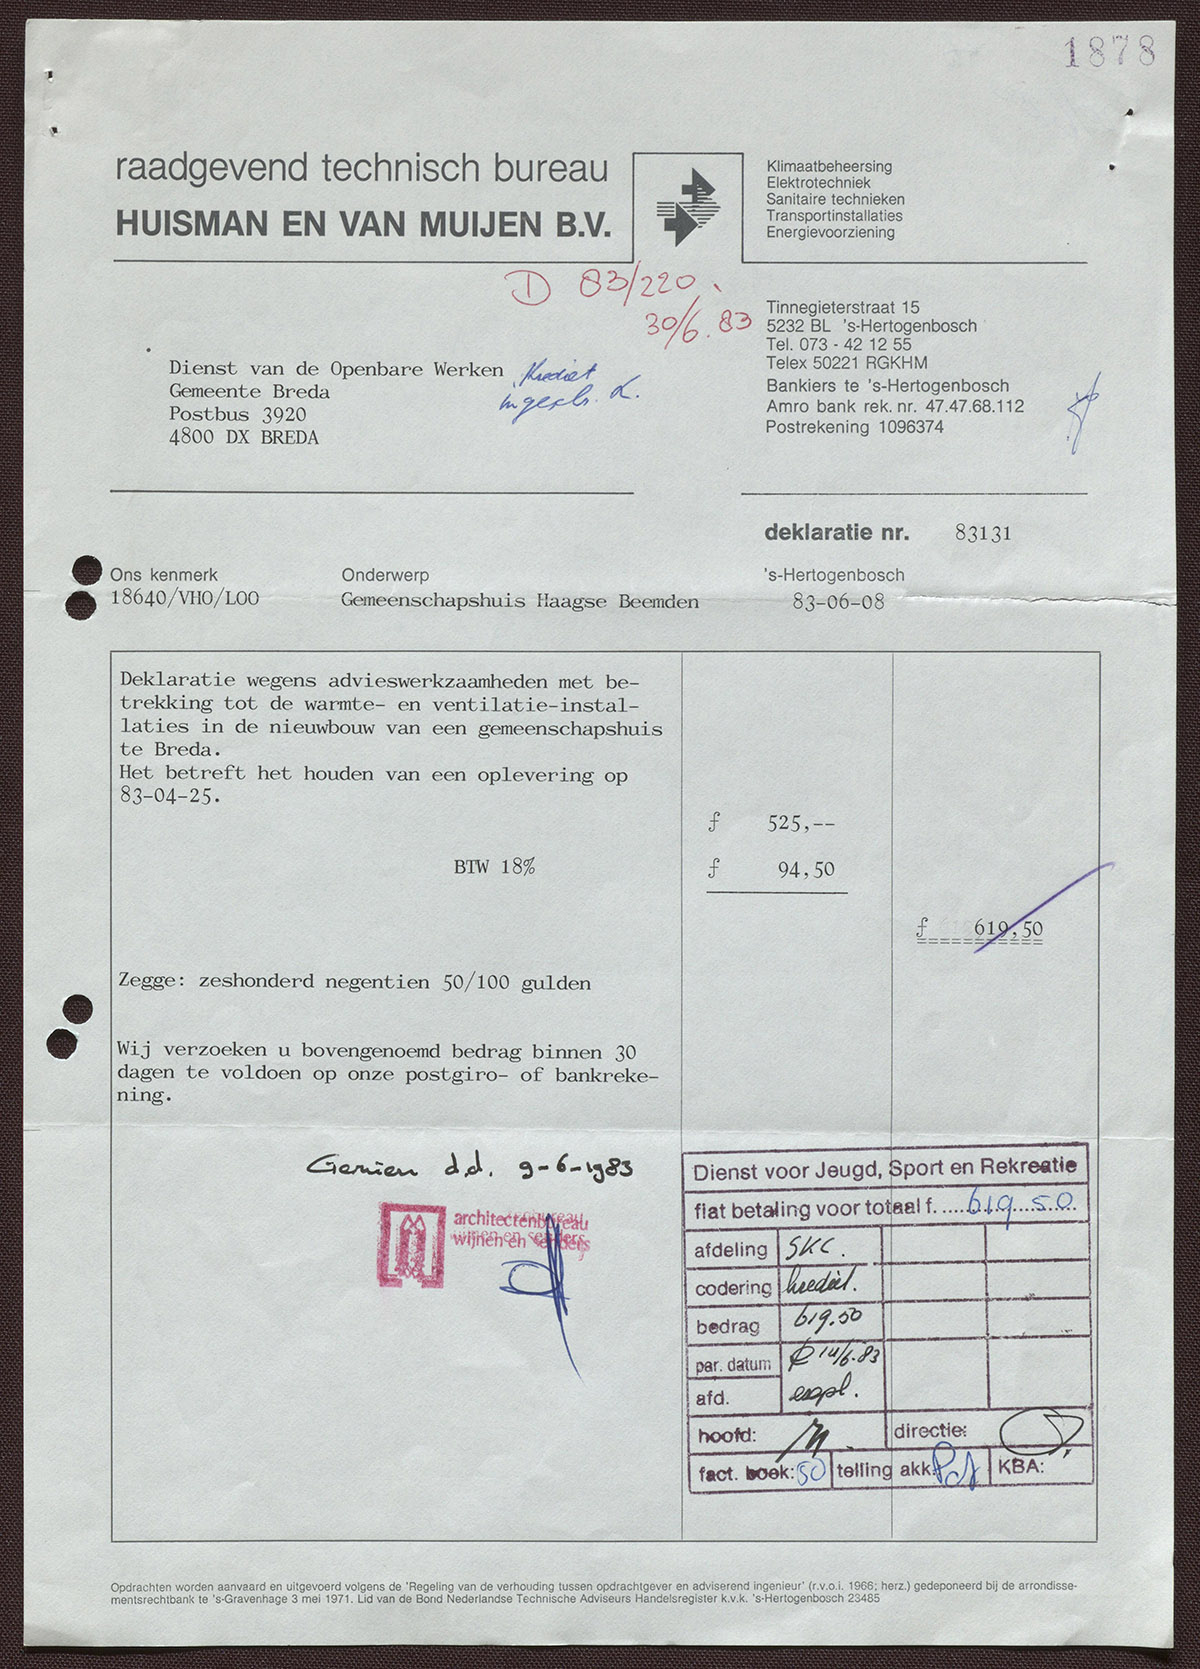 1878
raadgevend technisch bureau
HUISMAN EN VAN MUIJEN B.V.
Klimaatbeheersing
Elektrotechniek
Sanitaire technieken
Transportinstallaties
Energievoorziening
D 83/220.
30/6.83
Tinnegieterstraat 15
5232 BL 's-Hertogenbosch
Tel. 073 - 42 12 55
Telex 50221 RGKHM
Bankiers te 's-Hertogenbosch
Amro bank rek. nr. 47.47.68.112
Postrekening 1096374
Dienst van de Openbare Werken
Gemeente Breda
Postbus 3920
4800 DX BREDA
Krediet
deklaratie nr. 83131
Ons kenmerk
18640/VHO/LOO
Onderwerp
Gemeenschapshuis Haagse Beemden
's-Hertogenbosch
83-06-08
Deklaratie wegens advieswerkzaamheden met be-
trekking tot de warmte- en ventilatie-instal-
laties in de nieuwbouw van een gemeenschapshuis
te Breda.
Het betreft het houden van een oplevering op
83-04-25.
f 525,--
BTW 18% f 94,50
f 619,50
Zegge: zeshonderd negentien 50/100 gulden
Wij verzoeken u bovengenoemd bedrag binnen 30
dagen te voldoen op onze postgiro- of bankreke-
ning.
Gezien d.d. 9-6-1983
architectenbureau
wijnen en
Dienst voor Jeugd, Sport en Rekreatie
fiat betaling voor totaal f. .....619.50.
afdeling SKC.
codering krediet.
bedrag 619.50
par. datum 14/6.83
afd. expl.
hoofd: directie:
fact. boek: 50 telling akk: KBA:
Opdrachten worden aanvaard en uitgevoerd volgens de 'Regeling van de verhouding tussen opdrachtgever en adviserend ingenieur' (r.v.o.i. 1966; herz.) gedeponeerd bij de arrondisse-
mentsrechtbank te 's-Gravenhage 3 mei 1971. Lid van de Bond Nederlandse Technische Adviseurs Handelsregister k.v.k. 's-Hertogenbosch 23485